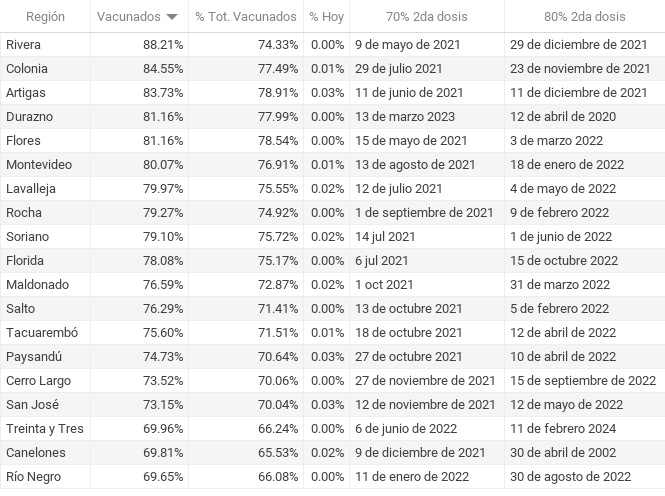 Región Vacunados % Tot. Vacunados % Hoy 70% 2da dosis 80% 2da dosis
Rivera 88.21% 74.33% 0.00% 9 de mayo de 2021 29 de diciembre de 2021
Colonia 84.55% 77.49% 0.01% 29 de julio 2021 23 de noviembre de 2021
Artigas 83.73% 78.91% 0.03% 11 de junio de 2021 11 de diciembre de 2021
Durazno 81.16% 77.99% 0.00% 13 de marzo 2023 12 de abril de 2020
Flores 81.16% 78.54% 0.00% 15 de mayo de 2021 3 de marzo 2022
Montevideo 80.07% 76.91% 0.01% 13 de agosto de 2021 18 de enero de 2022
Lavalleja 79.97% 75.55% 0.02% 12 de julio 2021 4 de mayo de 2022
Rocha 79.27% 74.92% 0.00% 1 de septiembre de 2021 9 de febrero 2022
Soriano 79.10% 75.72% 0.02% 14 jul 2021 1 de junio de 2022
Florida 78.08% 75.17% 0.00% 6 jul 2021 15 de octubre 2022
Maldonado 76.59% 72.87% 0.02% 1 oct 2021 31 de marzo 2022
Salto 76.29% 71.41% 0.00% 13 de octubre 2021 5 de febrero 2022
Tacuarembó 75.60% 71.51% 0.01% 18 de octubre 2021 12 de abril de 2022
Paysandú 74.73% 70.64% 0.03% 27 de octubre 2021 10 de abril de 2022
Cerro Largo 73.52% 70.06% 0.00% 27 de noviembre de 2021 15 de septiembre de 2022
San José 73.15% 70.04% 0.03% 12 de noviembre de 2021 12 de mayo de 2022
Treinta y Tres 69.96% 66.24% 0.00% 6 de junio de 2022 11 de febrero 2024
Canelones 69.81% 65.53% 0.02% 9 de diciembre de 2021 30 de abril de 2002
Río Negro 69.65% 66.08% 0.00% 11 de enero de 2022 30 de agosto de 2022